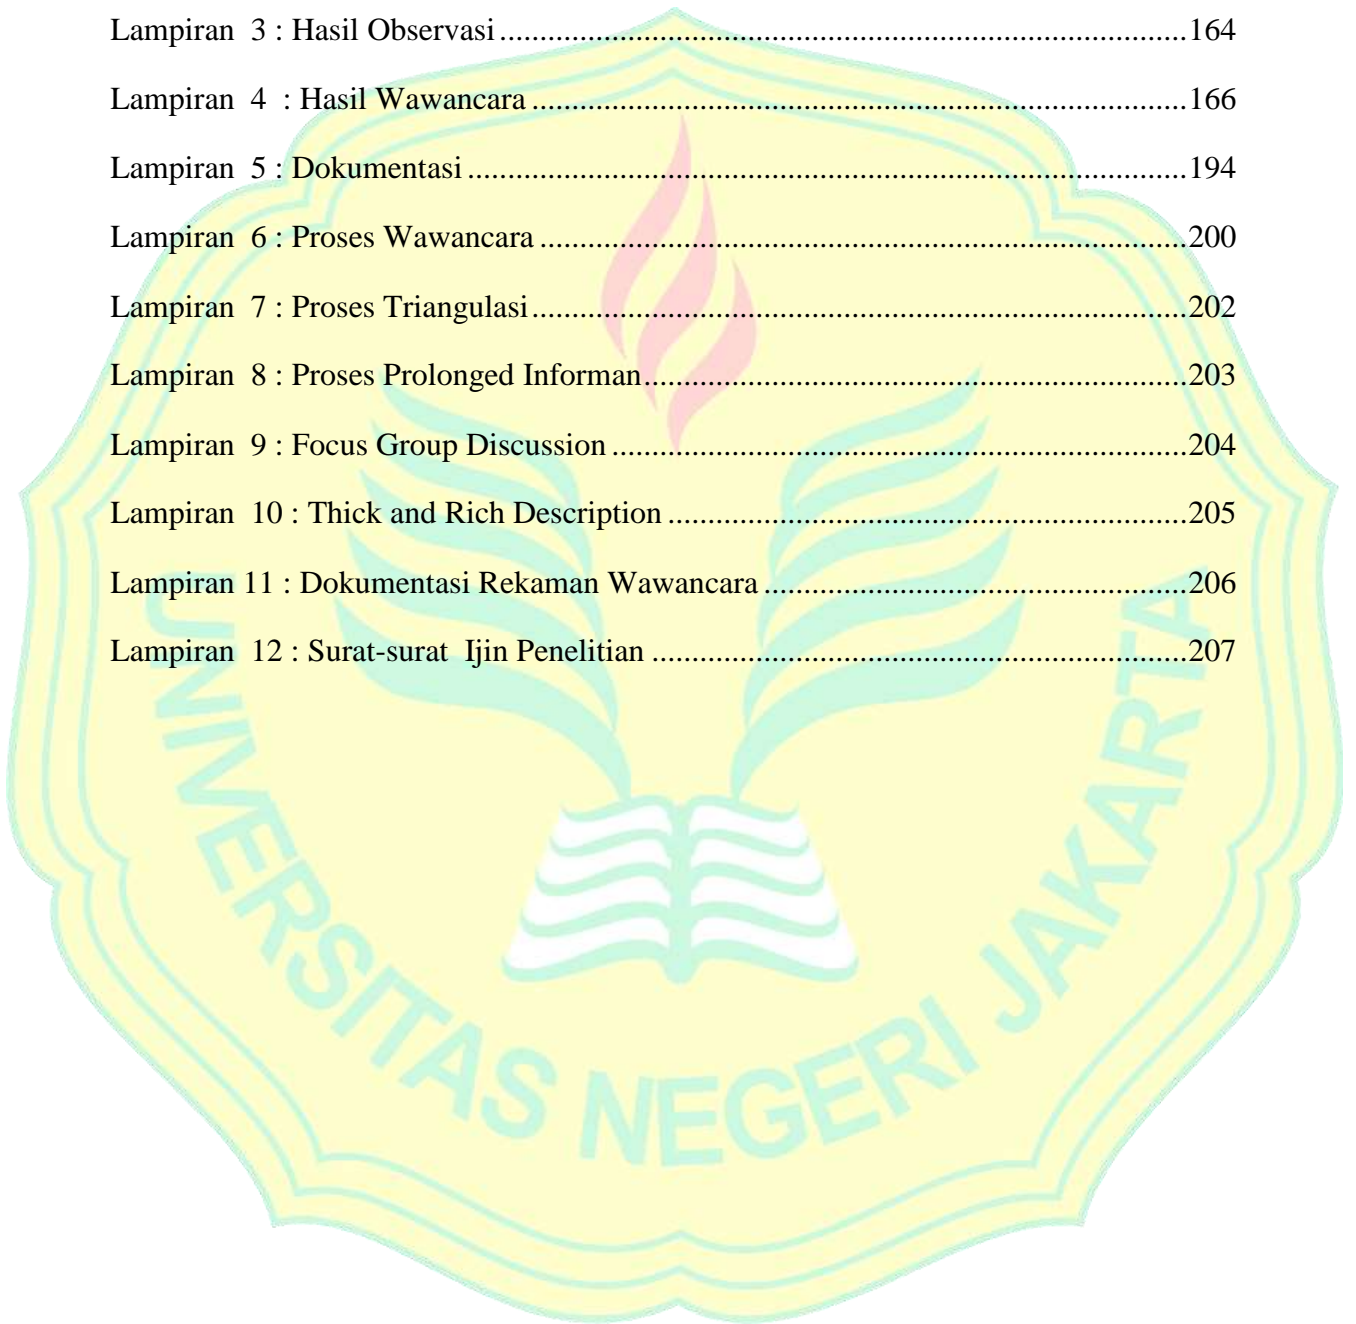 Lampiran  3 : Hasil Observasi ........................................................................................164
Lampiran  4  : Hasil Wawancara ....................................................................................166
Lampiran  5 : Dokumentasi ............................................................................................194
Lampiran  6 : Proses Wawancara ...................................................................................200
Lampiran  7 : Proses Triangulasi ....................................................................................202
Lampiran  8 : Proses Prolonged Informan......................................................................203
Lampiran  9 : Focus Group Discussion ..........................................................................204
Lampiran  10 : Thick and Rich Description ...................................................................205
Lampiran 11 : Dokumentasi Rekaman Wawancara .......................................................206
Lampiran  12 : Surat-surat  Ijin Penelitian .....................................................................207
UNIVERSITAS NEGERI JAKARTA